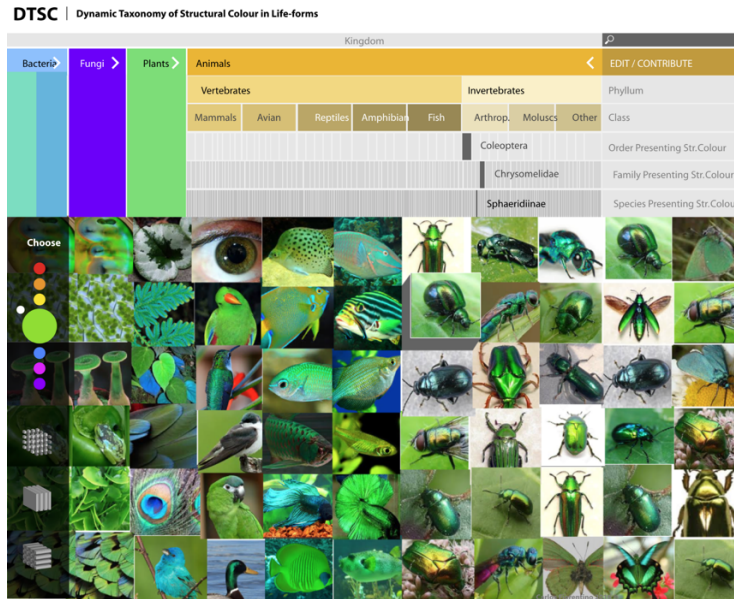 DTSC | Dynamic Taxonomy of Structural Colour in Life-forms
Kingdom
Bacteria Fungi Plants Animals EDIT / CONTRIBUTE
Vertebrates Invertebrates Phyllum
Mammals Avian Reptiles Amphibian Fish Arthrop. Moluscs Other Class
Coleoptera Order Presenting Str.Colour
Chrysomelidae Family Presenting Str.Colour
Sphaeridiinae Species Presenting Str.Colou
Choose